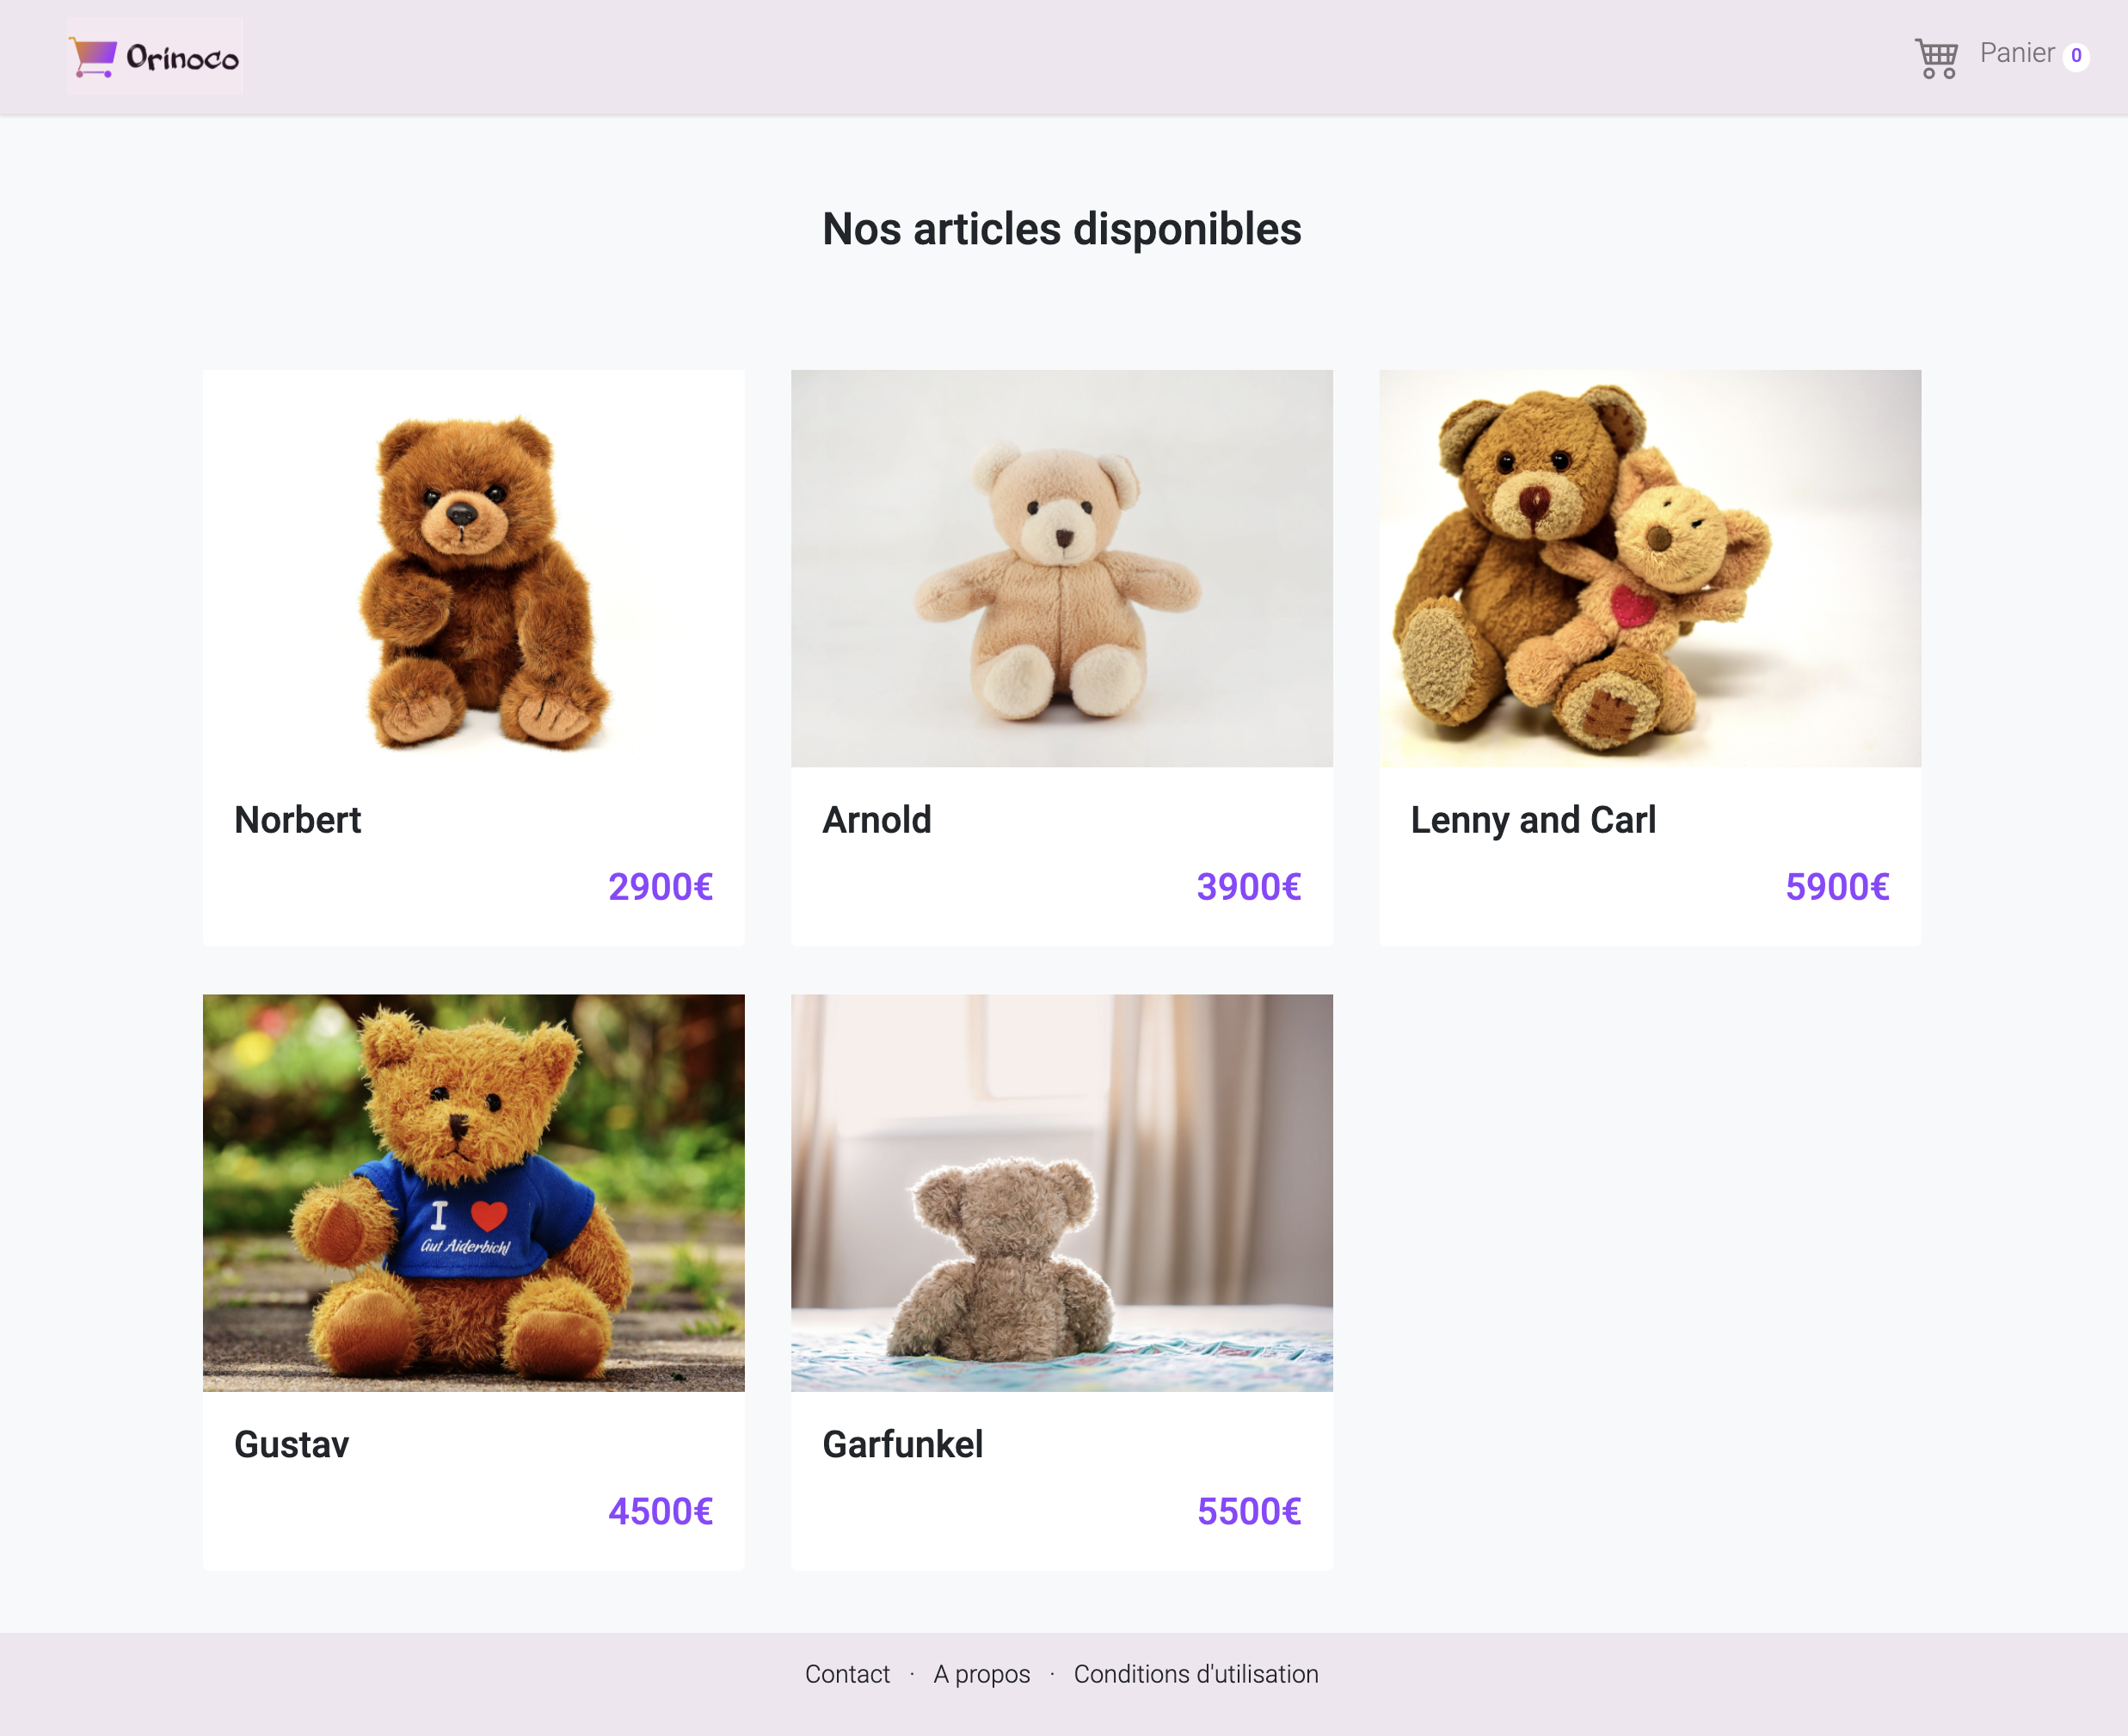 Orinoco
Panier 0
Nos articles disponibles
Norbert
2900€
Arnold
3900€
Lenny and Carl
5900€
I
Gut Aiderbichl
Gustav
4500€
Garfunkel
5500€
Contact · A propos · Conditions d'utilisation